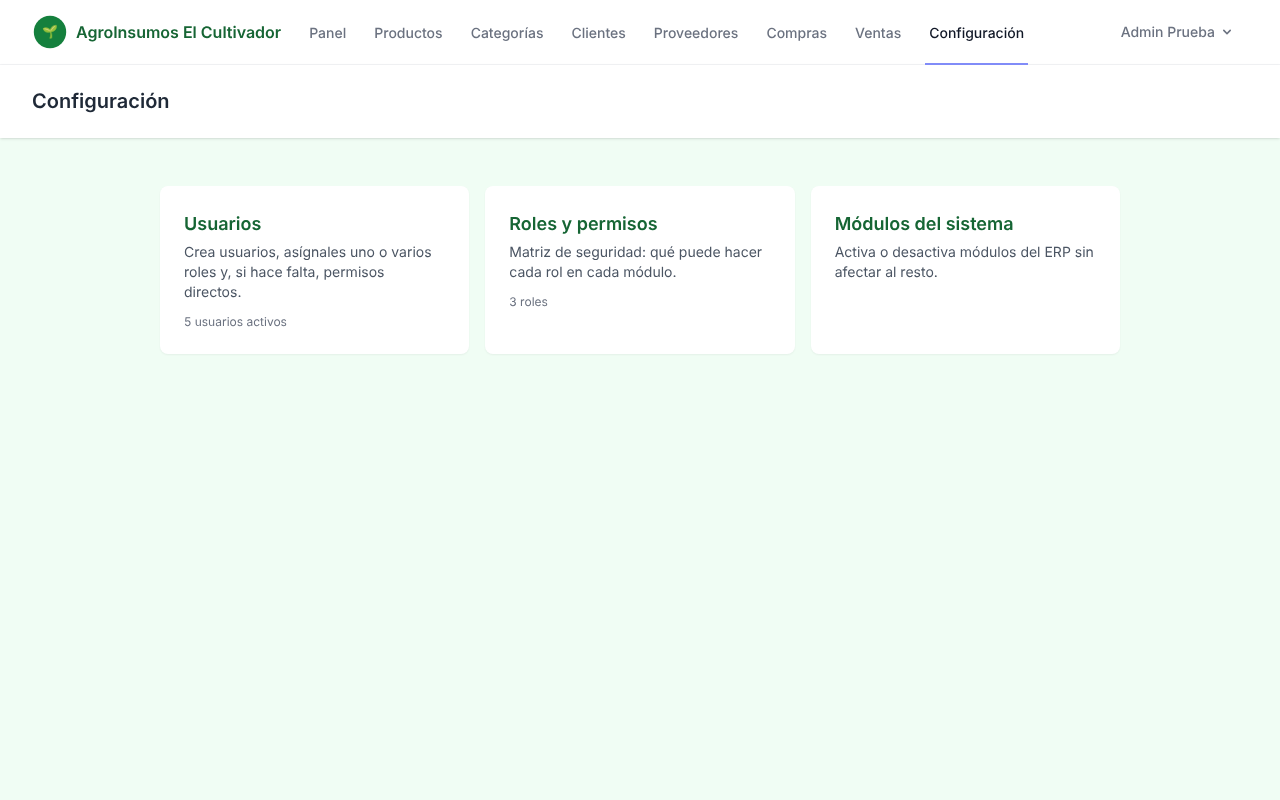 AgroInsumos El Cultivador Panel Productos Categorías Clientes Proveedores Compras Ventas Configuración Admin Prueba
Configuración
Usuarios
Crea usuarios, asígnales uno o varios
roles y, si hace falta, permisos
directos.
5 usuarios activos
Roles y permisos
Matriz de seguridad: qué puede hacer
cada rol en cada módulo.
3 roles
Módulos del sistema
Activa o desactiva módulos del ERP sin
afectar al resto.